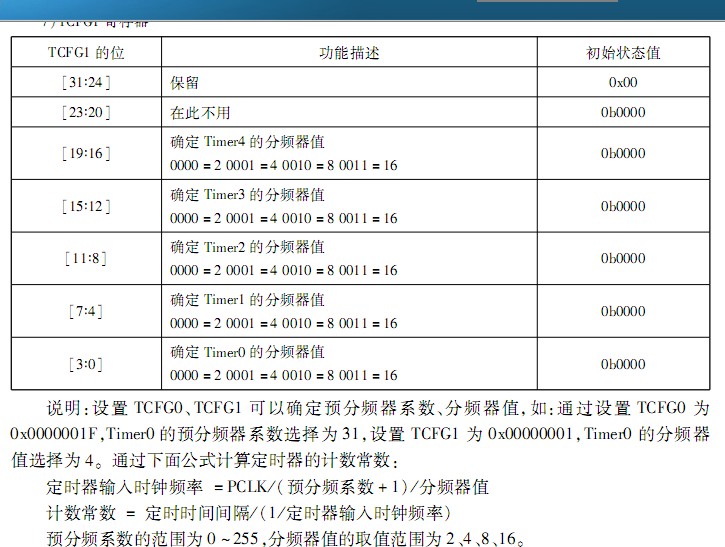 7)TCFG1 寄存器
TCFG1 的位 功能描述 初始状态值
[31:24] 保留 0x00
[23:20] 在此不用 0b0000
[19:16] 确定 Timer4 的分频器值 0b0000
0000 = 2 0001 = 4 0010 = 8 0011 = 16
[15:12] 确定 Timer3 的分频器值 0b0000
0000 = 2 0001 = 4 0010 = 8 0011 = 16
[11:8] 确定 Timer2 的分频器值 0b0000
0000 = 2 0001 = 4 0010 = 8 0011 = 16
[7:4] 确定 Timer1 的分频器值 0b0000
0000 = 2 0001 = 4 0010 = 8 0011 = 16
[3:0] 确定 Timer0 的分频器值 0b0000
0000 = 2 0001 = 4 0010 = 8 0011 = 16
说明:设置 TCFG0、TCFG1 可以确定预分频器系数、分频器值,如:通过设置 TCFG0 为
0x0000001F,Timer0 的预分频器系数选择为 31,设置 TCFG1 为 0x00000001,Timer0 的分频器
值选择为 4。通过下面公式计算定时器的计数常数:
定时器输入时钟频率 = PCLK/(预分频系数 + 1)/分频器值
计数常数 = 定时时间间隔/(1/定时器输入时钟频率)
预分频系数的范围为 0 ~ 255,分频器值的取值范围为 2、4、8、16。